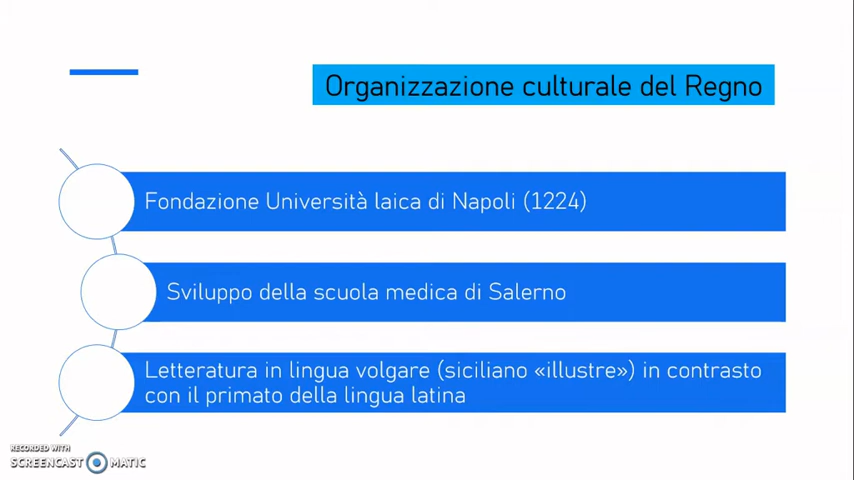 Organizzazione culturale del Regno
Fondazione Università laica di Napoli (1224)
Sviluppo della scuola medica di Salerno
Letteratura in lingua volgare (siciliano «illustre») in contrasto
con il primato della lingua latina
RECORDED WITH
SCREENCAST MATIC